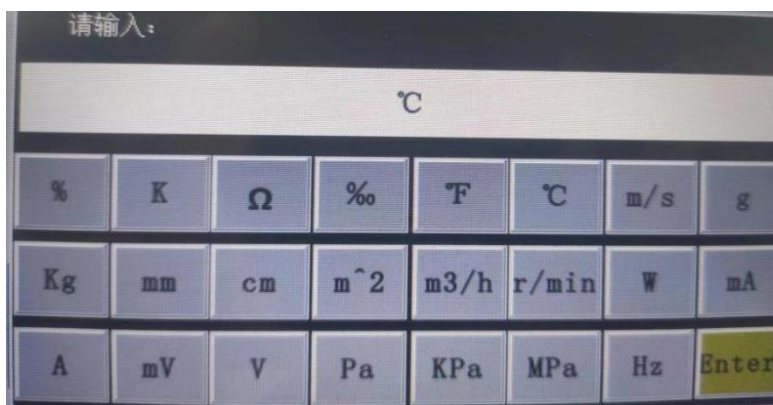 请输入:
℃
% K Ω ‰ ℉ ℃ m/s g
Kg mm cm m^2 m3/h r/min W mA
A mV V Pa KPa MPa Hz Enter